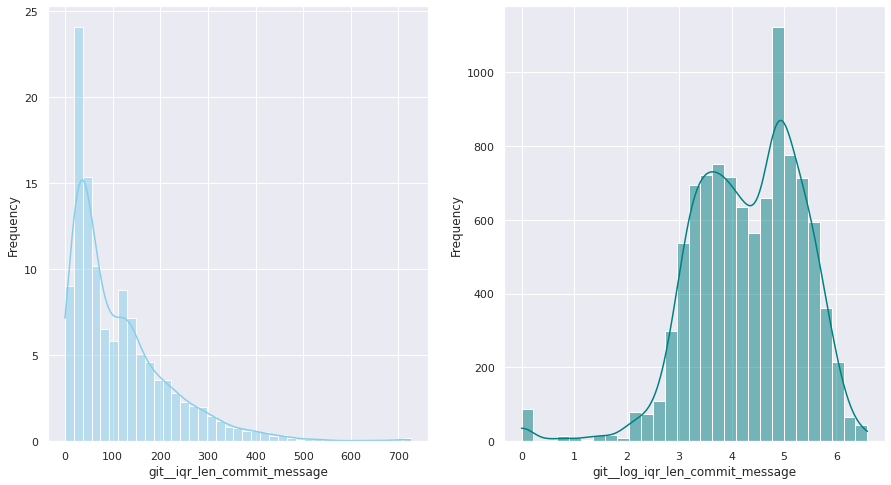 25
20
15
10
5
0
Frequency
0 100 200 300 400 500 600 700
git__iqr_len_commit_message
1000
800
600
400
200
0
Frequency
0 1 2 3 4 5 6
git__log_iqr_len_commit_message